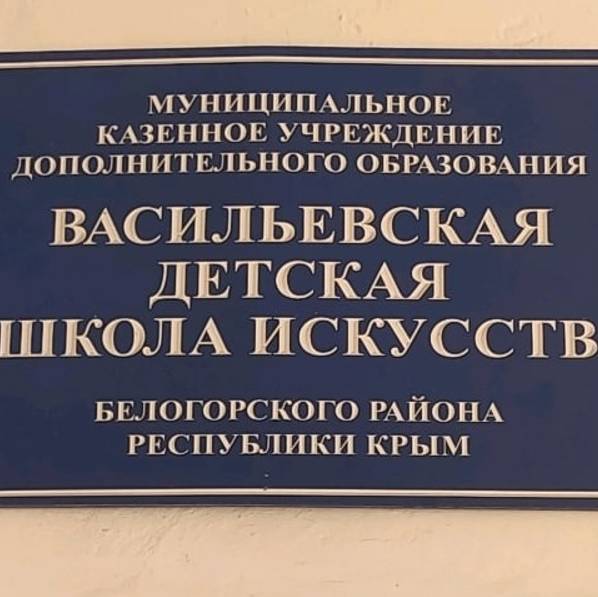 МУНИЦИПАЛЬНОЕ
КАЗЕННОЕ УЧРЕЖДЕНИЕ
ДОПОЛНИТЕЛЬНОГО ОБРАЗОВАНИЯ
ВАСИЛЬЕВСКАЯ
ДЕТСКАЯ
ШКОЛА ИСКУССТВ
БЕЛОГОРСКОГО РАЙОНА
РЕСПУБЛИКИ КРЫМ